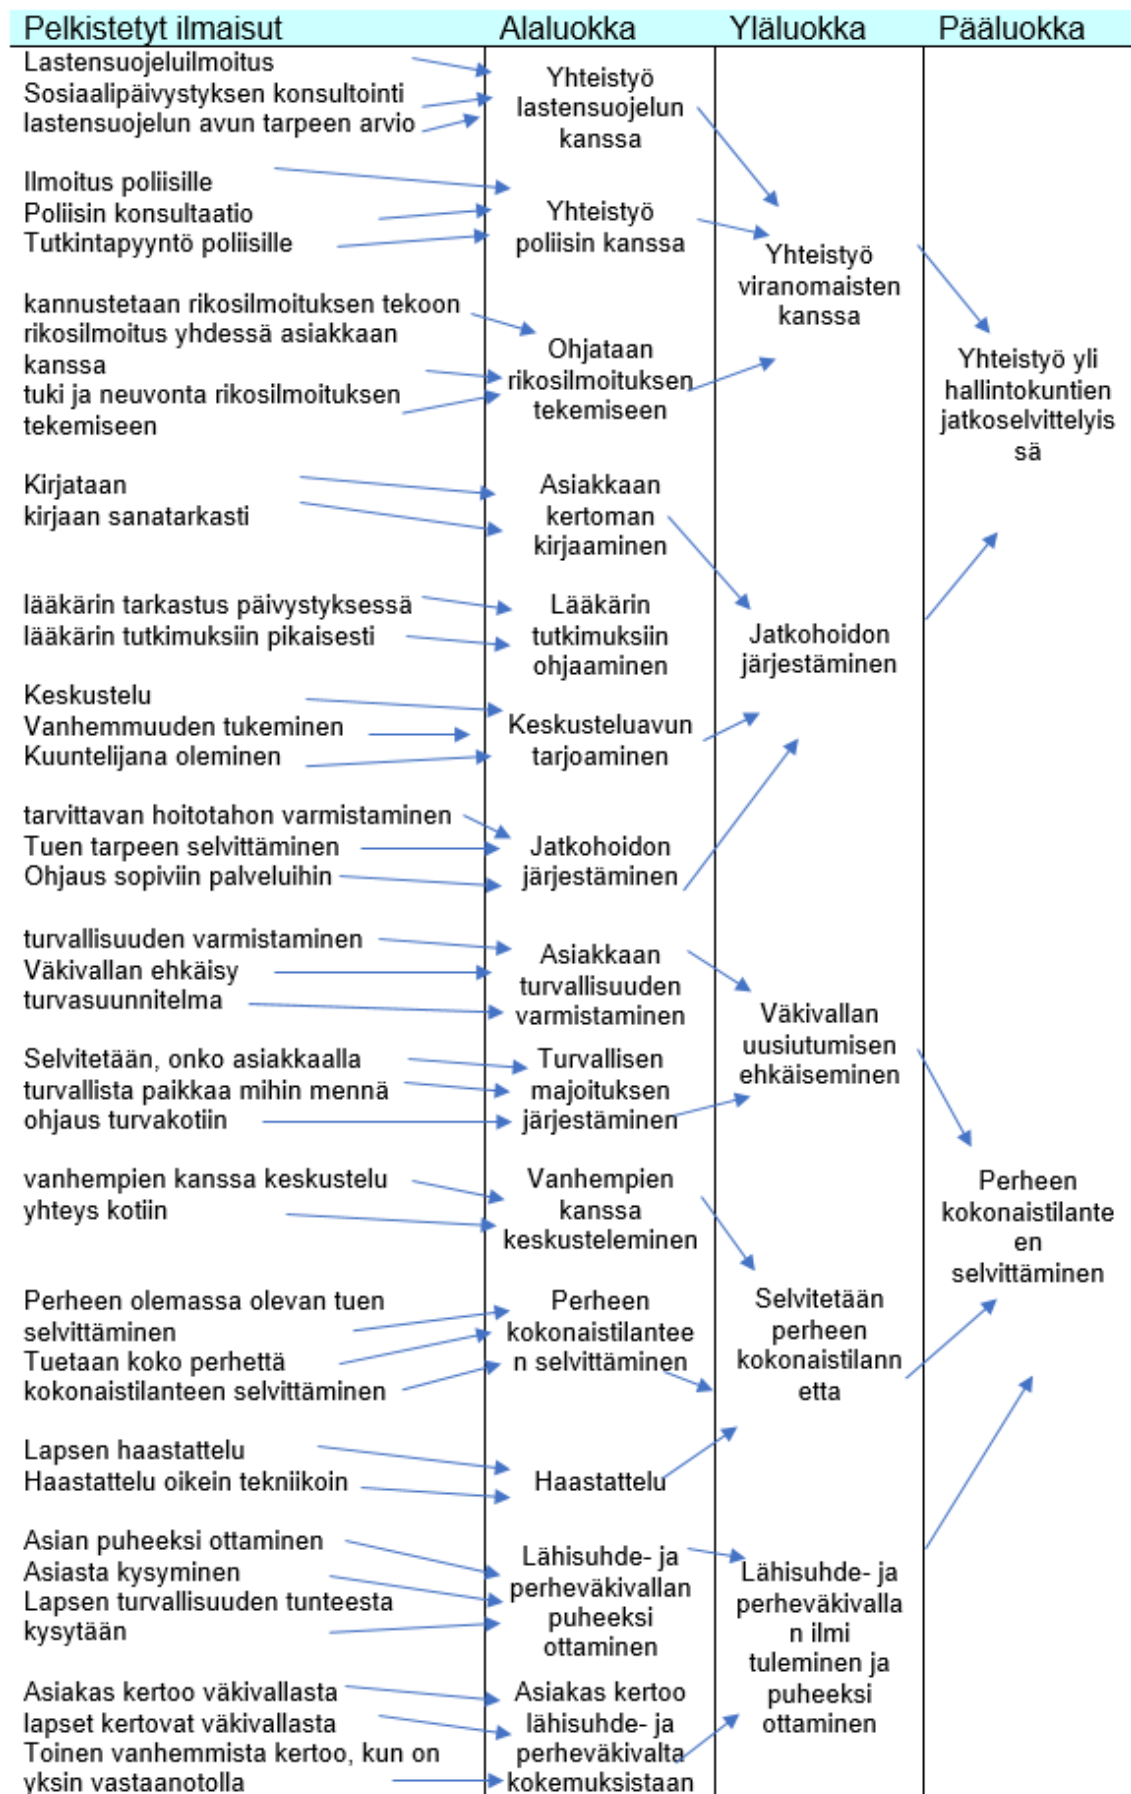 Pelkistetyt ilmaisut
Alaluokka
Yläluokka
Pääluokka
Lastensuojeluilmoitus
Sosiaalipäivystyksen konsultointi
lastensuojelun avun tarpeen arvio
Ilmoitus poliisille
Poliisin konsultaatio
Tutkintapyyntö poliisille
kannustetaan rikosilmoituksen tekoon
rikosilmoitus yhdessä asiakkaan
kanssa
tuki ja neuvonta rikosilmoituksen
tekemiseen
Kirjataan
kirjaan sanatarkasti
lääkärin tarkastus päivystyksessä
lääkärin tutkimuksiin pikaisesti
Keskustelu
Vanhemmuuden tukeminen
Kuuntelijana oleminen
tarvittavan hoitotahon varmistaminen
Tuen tarpeen selvittäminen
Ohjaus sopiviin palveluihin
turvallisuuden varmistaminen
Väkivallan ehkäisy
turvasuunnitelma
Selvitetään, onko asiakkaalla
turvallista paikkaa mihin mennä
ohjaus turvakotiin
vanhempien kanssa keskustelu
yhteys kotiin
Perheen olemassa olevan tuen
selvittäminen
Tuetaan koko perhettä
kokonaistilanteen selvittäminen
Lapsen haastattelu
Haastattelu oikein tekniikoin
Asian puheeksi ottaminen
Asiasta kysyminen
Lapsen turvallisuuden tunteesta
kysytään
Asiakas kertoo väkivallasta
lapset kertovat väkivallasta
Toinen vanhemmista kertoo, kun on
yksin vastaanotolla
Yhteistyö
lastensuojelun
kanssa
Yhteistyö
poliisin kanssa
Ohjataan
rikosilmoituksen
tekemiseen
Asiakkaan
kertoman
kirjaaminen
Lääkärin
tutkimuksiin
ohjaaminen
Keskusteluavun
tarjoaminen
Jatkohoidon
järjestäminen
Asiakkaan
turvallisuuden
varmistaminen
Turvallisen
majoituksen
järjestäminen
Vanhempien
kanssa
keskusteleminen
Perheen
kokonaistilantee
n selvittäminen
Haastattelu
Lähisuhde- ja
perheväkivallan
puheeksi
ottaminen
Asiakas kertoo
lähisuhde- ja
perheväkivalta
kokemuksistaan
Yhteistyö
viranomaisten
kanssa
Jatkohoidon
järjestäminen
Väkivallan
uusiutumisen
ehkäiseminen
Selvitetään
perheen
kokonaistilann
etta
Lähisuhde- ja
perheväkivalla
n ilmi
tuleminen ja
puheeksi
ottaminen
Yhteistyö yli
hallintokuntien
jatkoselvittelyis
sä
Perheen
kokonaistilante
en
selvittäminen